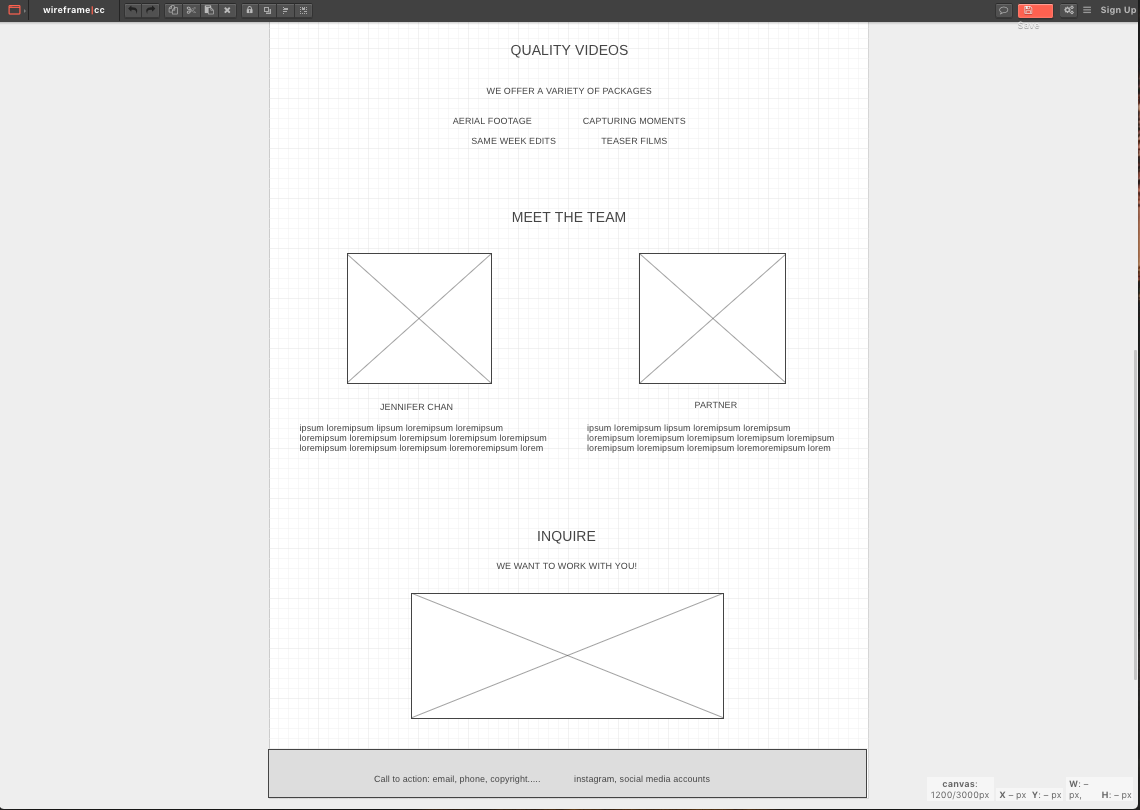 wireframe|cc
Sign Up
Save
QUALITY VIDEOS
WE OFFER A VARIETY OF PACKAGES
AERIAL FOOTAGE CAPTURING MOMENTS
SAME WEEK EDITS TEASER FILMS
MEET THE TEAM
JENNIFER CHAN
ipsum loremipsum lipsum loremipsum loremipsum
loremipsum loremipsum loremipsum loremipsum loremipsum
loremipsum loremipsum loremipsum loremoremipsum lorem
PARTNER
ipsum loremipsum lipsum loremipsum loremipsum
loremipsum loremipsum loremipsum loremipsum loremipsum
loremipsum loremipsum loremipsum loremoremipsum lorem
INQUIRE
WE WANT TO WORK WITH YOU!
Call to action: email, phone, copyright..... instagram, social media accounts
canvas:
1200/3000px
X – px Y: – px
W: –
px,
H: – px